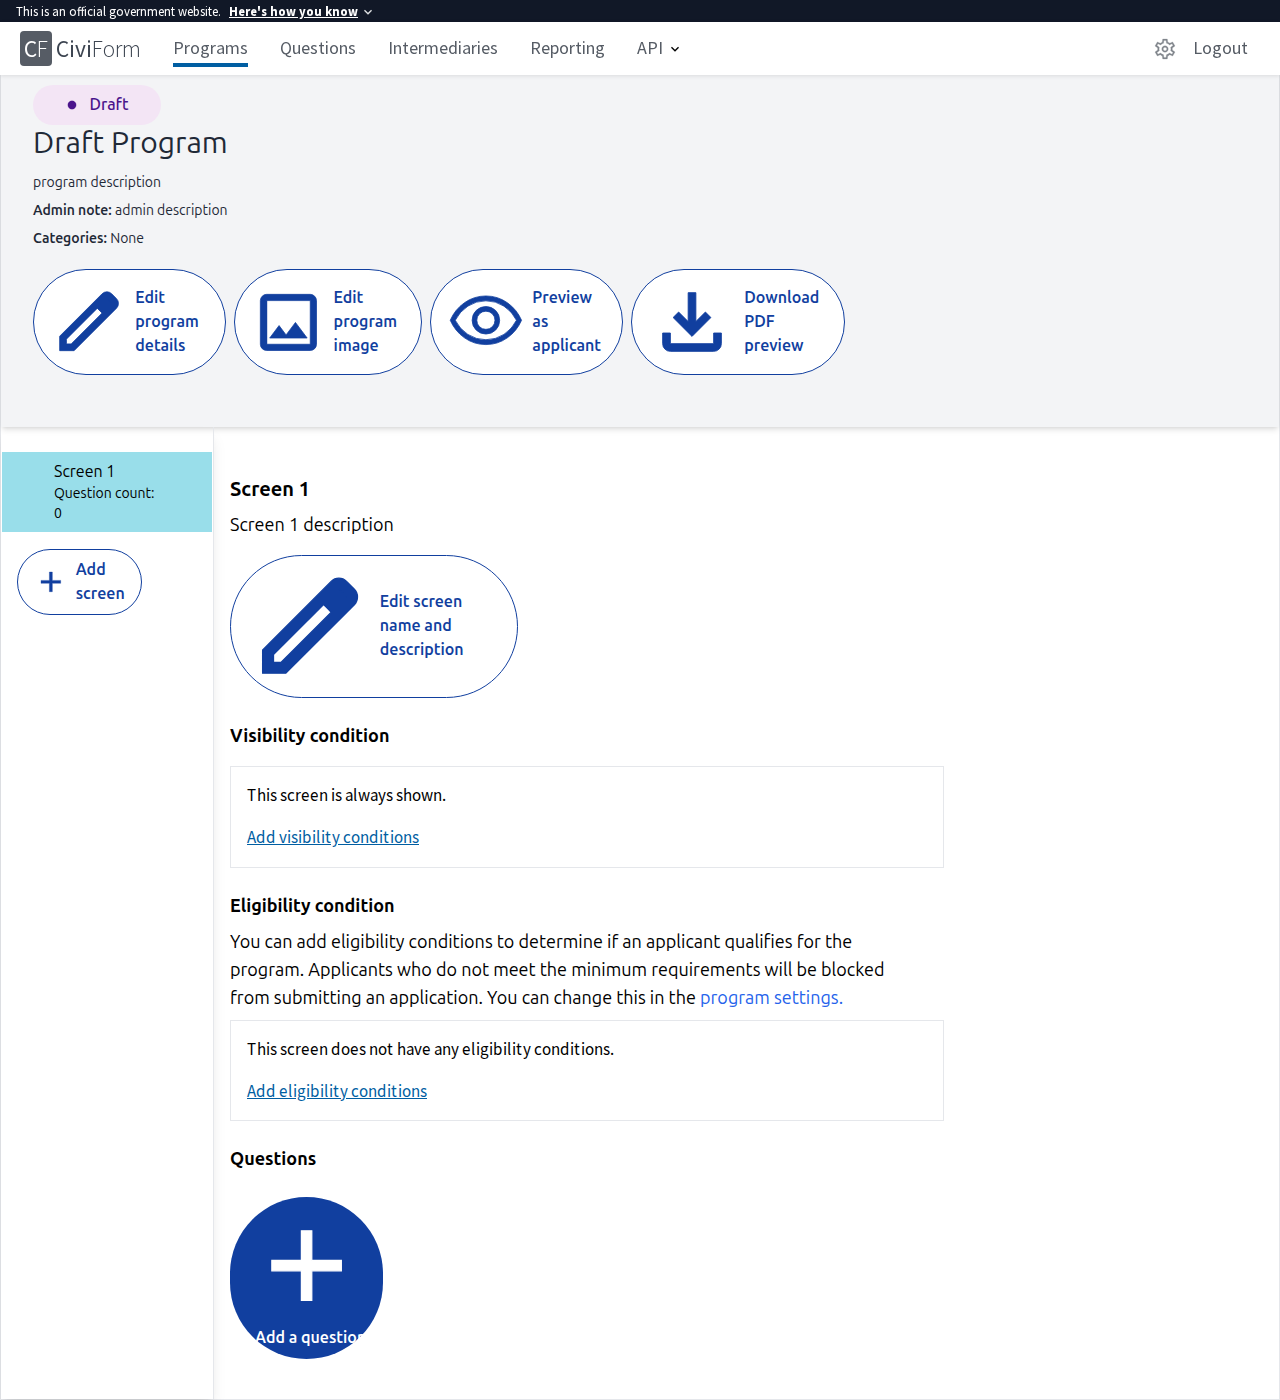 This is an official government website. Here's how you know
CF CiviForm Programs Questions Intermediaries Reporting API Logout
Draft
Draft Program
program description
Admin note: admin description
Categories: None
Edit program details
Edit program image
Preview as applicant
Download PDF preview
Screen 1
Question count:
0
Add screen
Screen 1
Screen 1 description
Edit screen name and description
Visibility condition
This screen is always shown.
Add visibility conditions
Eligibility condition
You can add eligibility conditions to determine if an applicant qualifies for the
program. Applicants who do not meet the minimum requirements will be blocked
from submitting an application. You can change this in the program settings.
This screen does not have any eligibility conditions.
Add eligibility conditions
Questions
Add a question